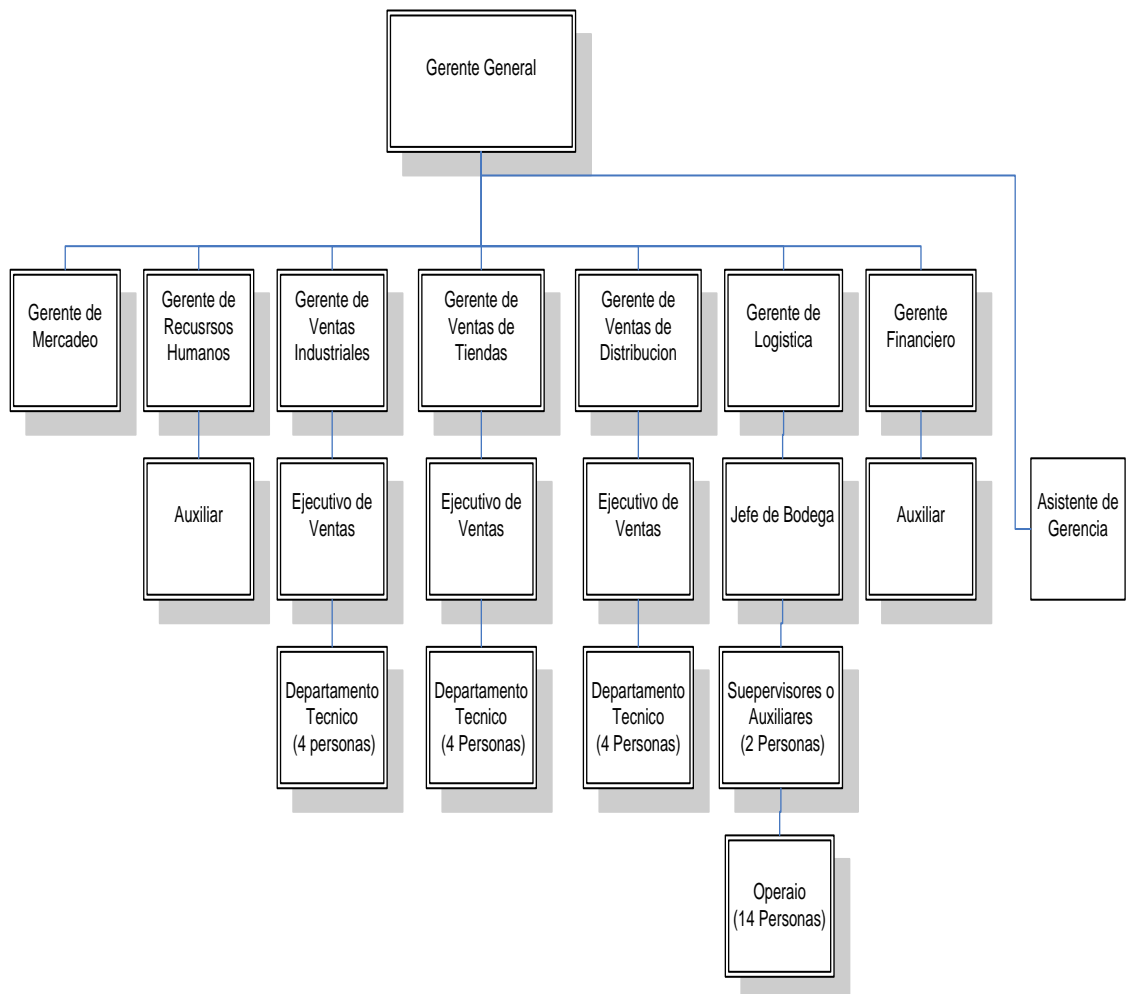 Gerente General
Gerente de
Mercadeo
Gerente de
Recusrsos
Humanos
Gerente de
Ventas
Industriales
Gerente de
Ventas de
Tiendas
Gerente de
Ventas de
Distribucion
Gerente de
Logistica
Gerente
Financiero
Auxiliar
Ejecutivo de
Ventas
Ejecutivo de
Ventas
Ejecutivo de
Ventas
Jefe de Bodega
Auxiliar
Asistente de
Gerencia
Departamento
Tecnico
(4 personas)
Departamento
Tecnico
(4 Personas)
Departamento
Tecnico
(4 Personas)
Suepervisores o
Auxiliares
(2 Personas)
Operaio
(14 Personas)